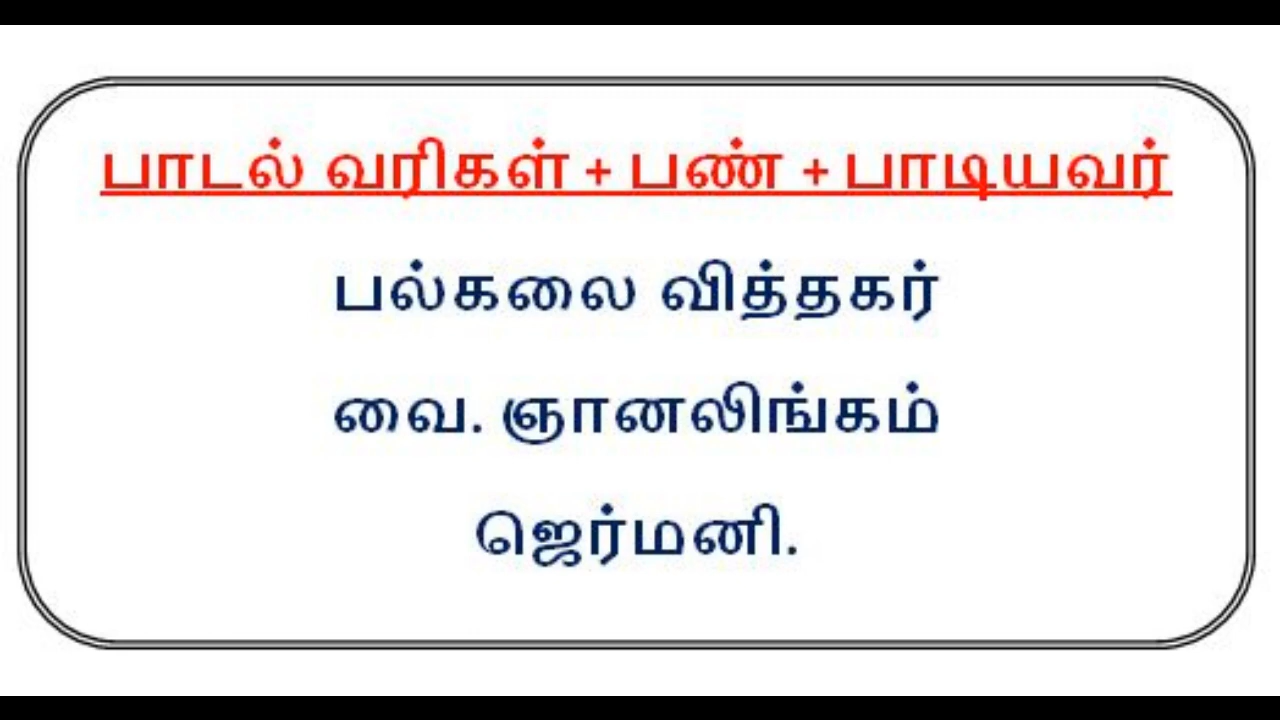 பாடல் வரிகள் + பண் + பாடியவர்
பல்கலை வித்தகர்
வை. ஞானலிங்கம்
ஜெர்மனி.